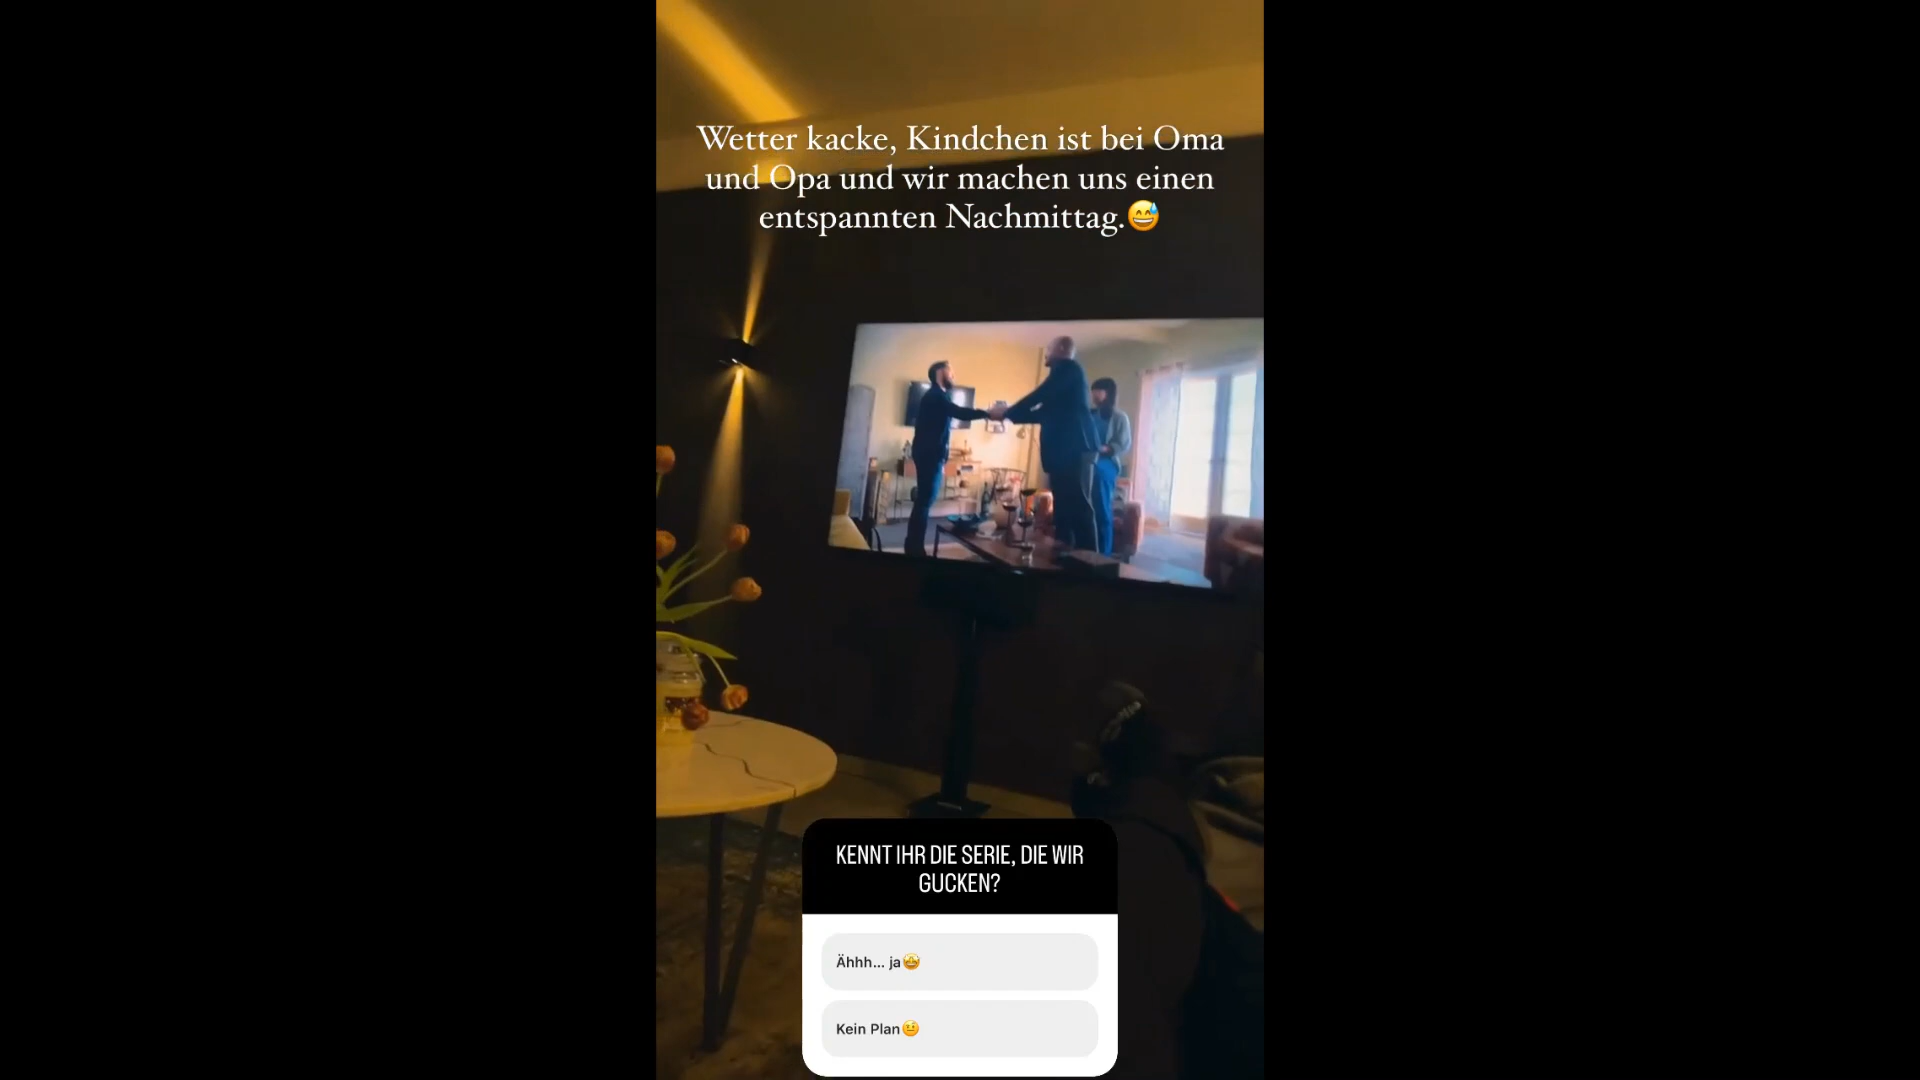 Wetter kacke, Kindchen ist bei Oma
und Opa und wir machen uns einen
entspannten Nachmittag.😅
KENNT IHR DIE SERIE, DIE WIR
GUCKEN?
Ähhh... ja🤩
Kein Plan🤨